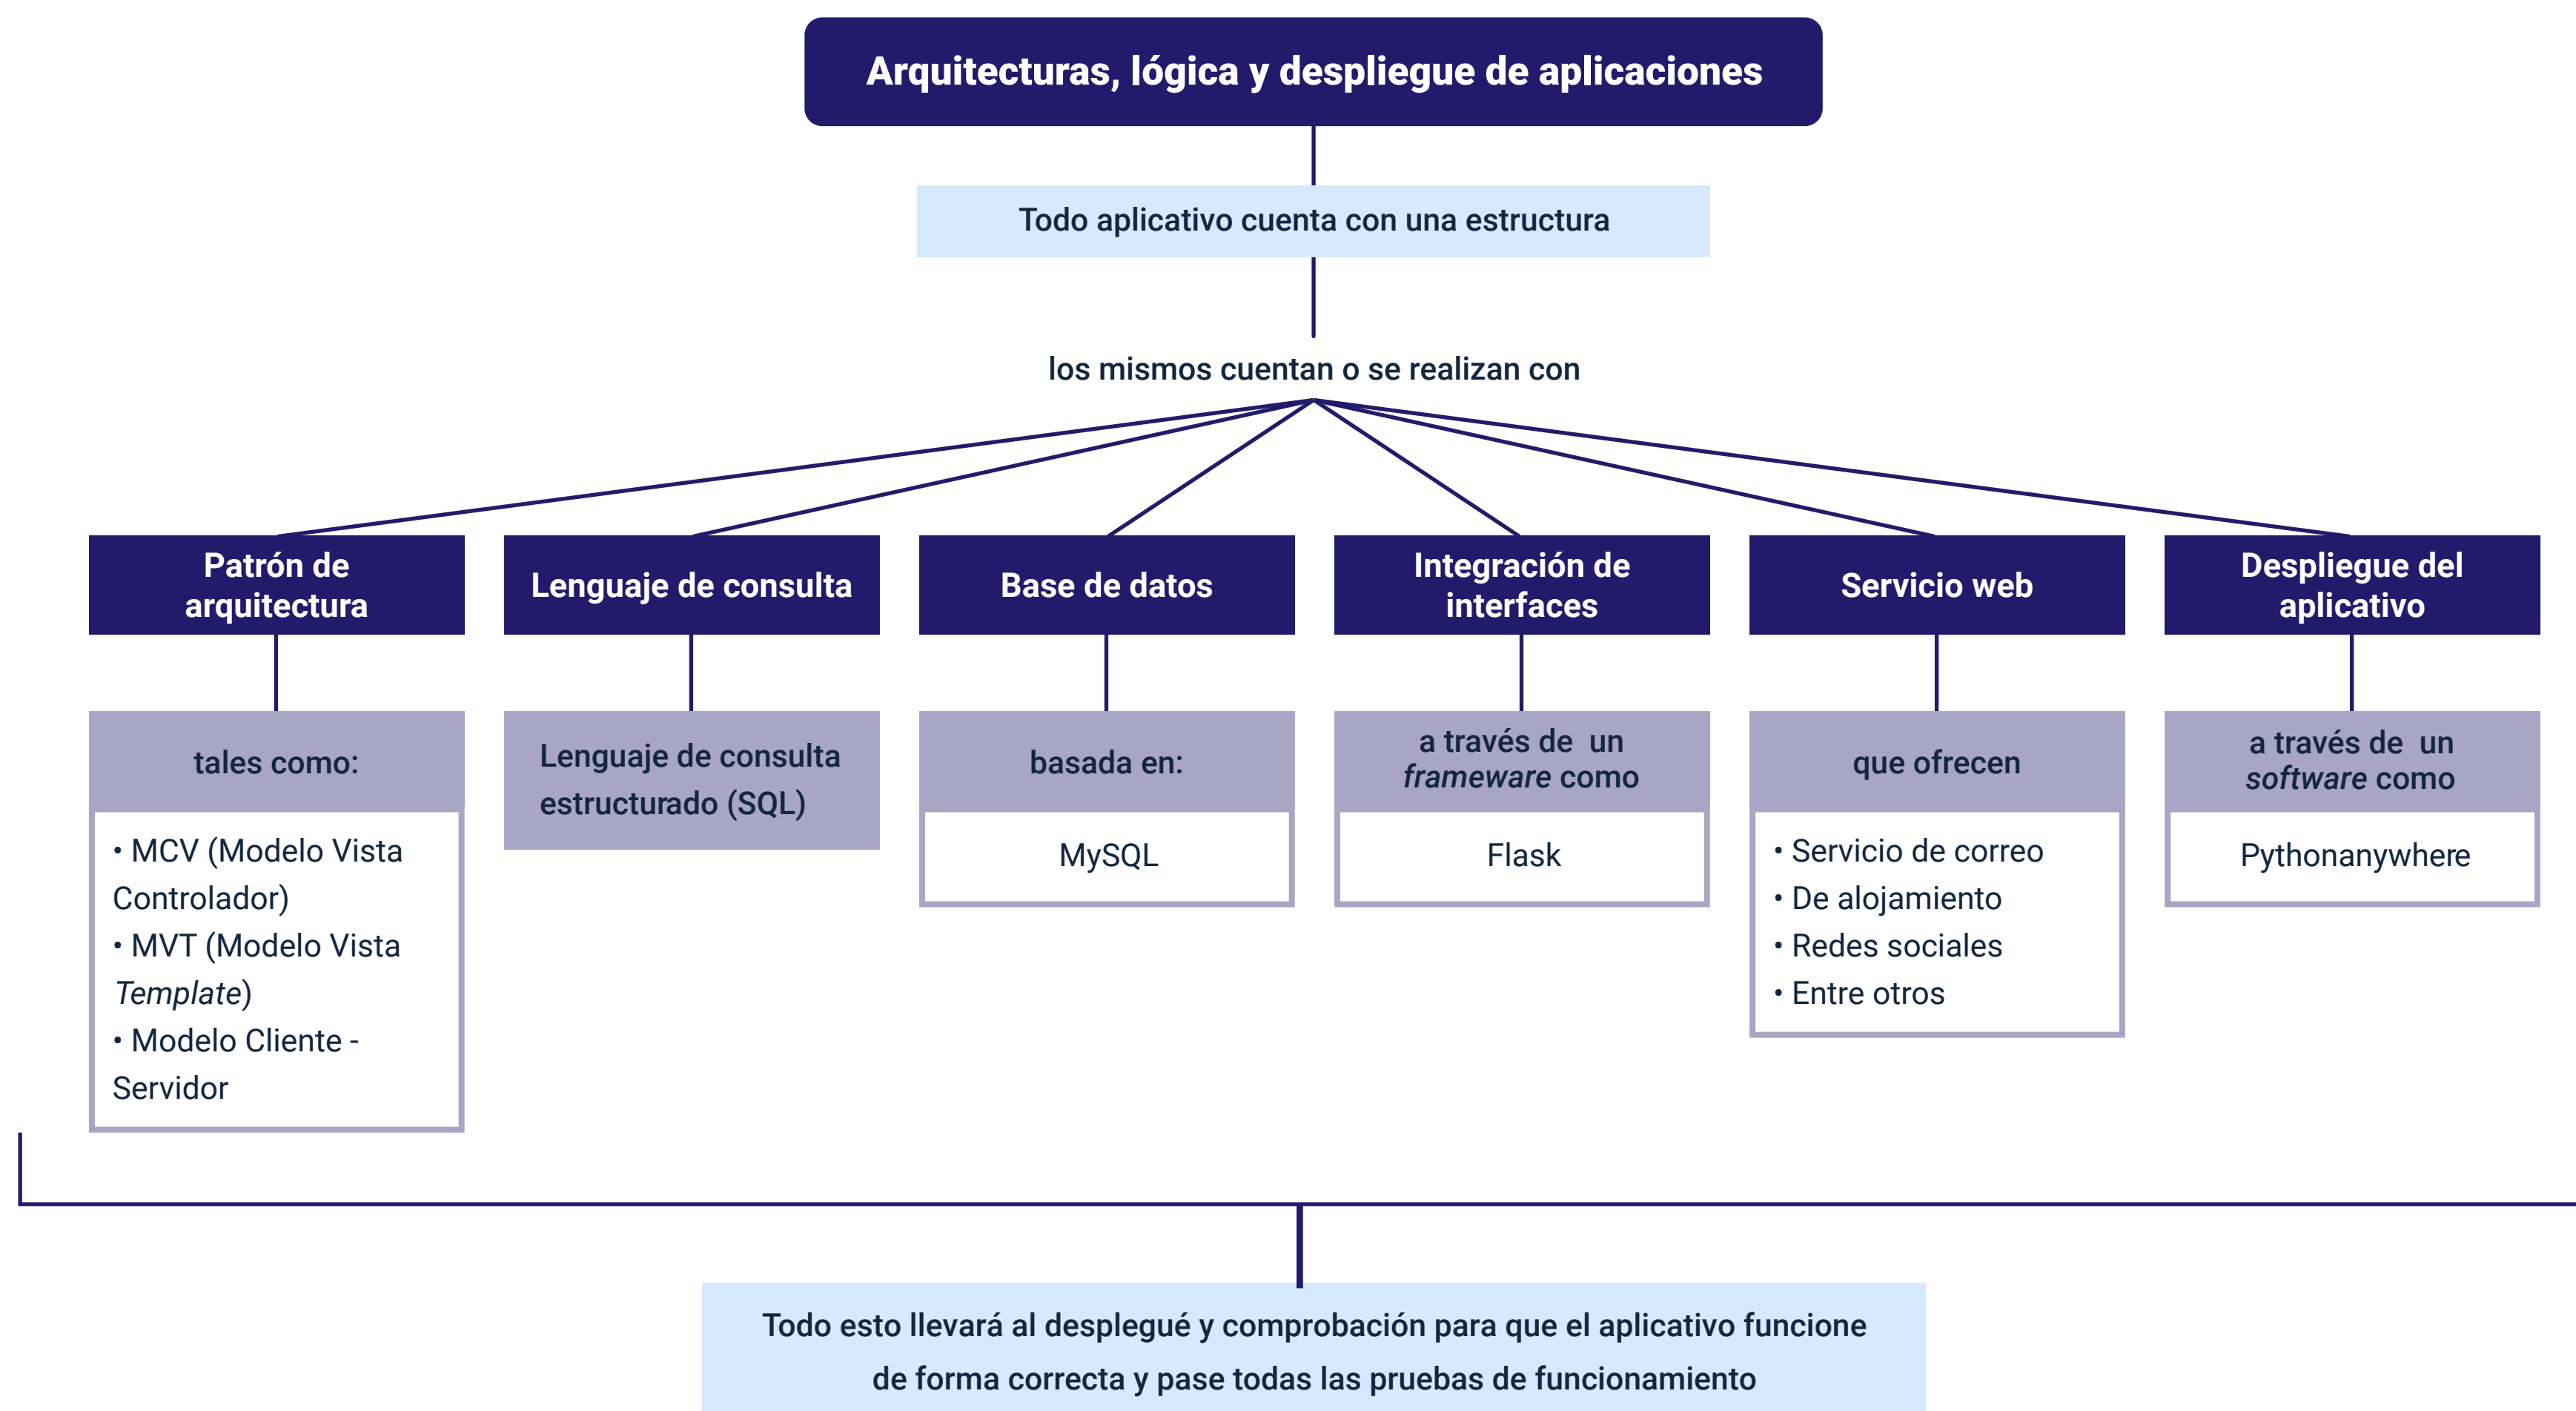 Arquitecturas, lógica y despliegue de aplicaciones
Todo aplicativo cuenta con una estructura
los mismos cuentan o se realizan con
Patrón de
arquitectura
tales como:
• MCV (Modelo Vista
Controlador)
• MVT (Modelo Vista
Template)
• Modelo Cliente -
Servidor
Lenguaje de consulta
Lenguaje de consulta
estructurado (SQL)
Base de datos
basada en:
MySQL
Integración de
interfaces
a través de un
frameware como
Flask
Servicio web
que ofrecen
• Servicio de correo
• De alojamiento
• Redes sociales
• Entre otros
Despliegue del
aplicativo
a través de un
software como
Pythonanywhere
Todo esto llevará al desplegué y comprobación para que el aplicativo funcione
de forma correcta y pase todas las pruebas de funcionamiento